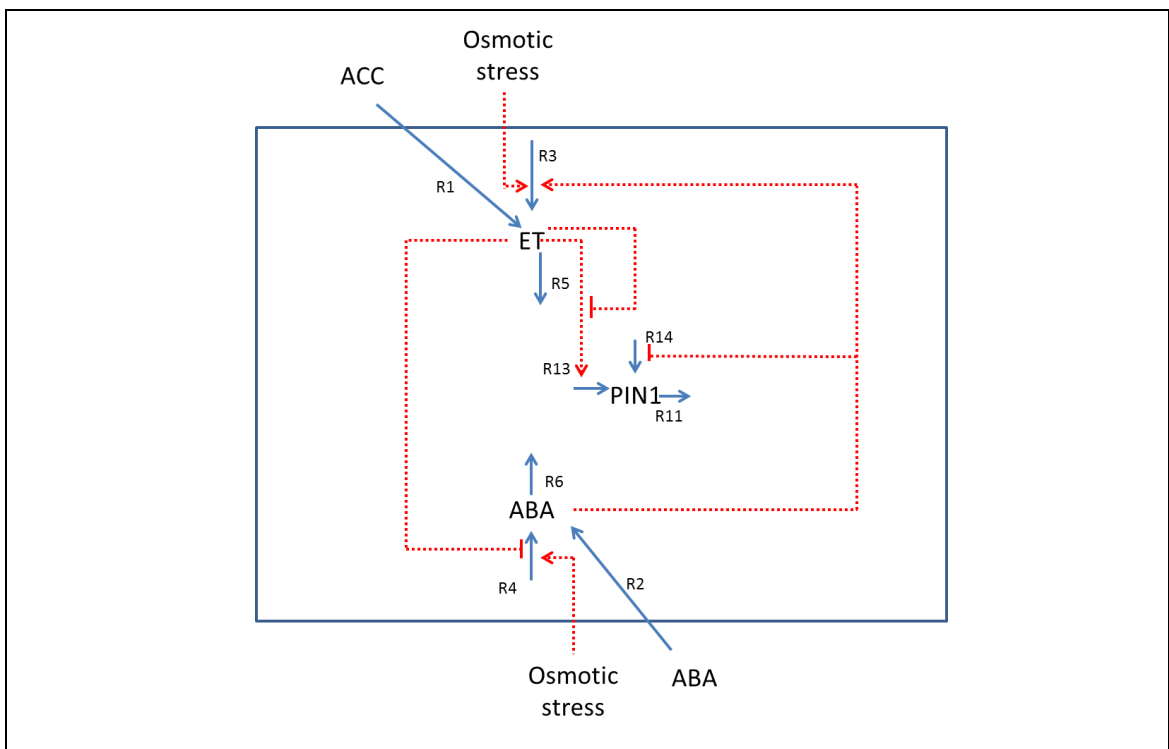 Osmotic
stress
ACC
R3
R1
ET
R5
R14
R13
PIN1
R11
R6
ABA
R4
R2
Osmotic
stress
ABA